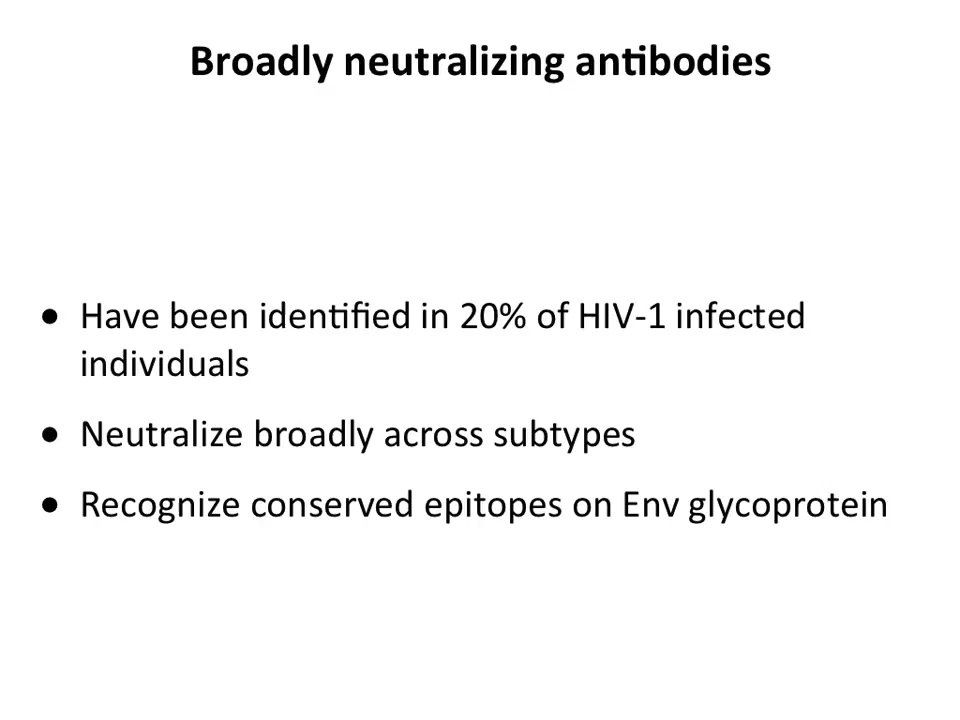 Broadly neutralizing antibodies
• Have been identified in 20% of HIV-1 infected
individuals
• Neutralize broadly across subtypes
• Recognize conserved epitopes on Env glycoprotein